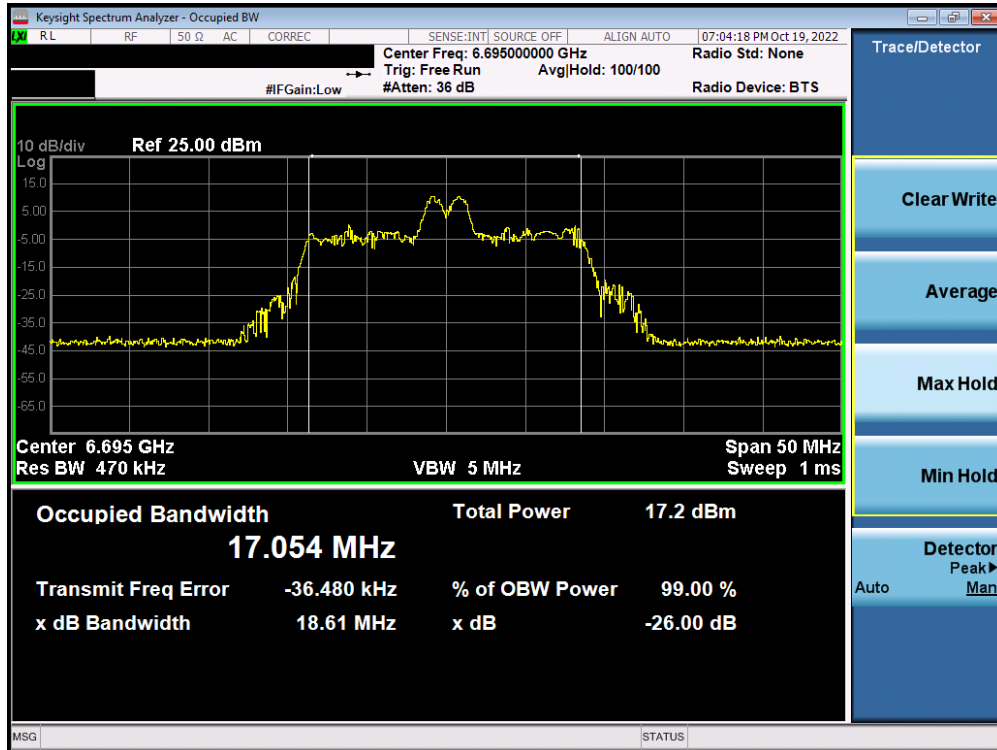 Keysight Spectrum Analyzer - Occupied BW
LXI RL RF 50 Ω AC CORREC SENSE:INT SOURCE OFF ALIGN AUTO 07:04:18 PM Oct 19, 2022
Center Freq: 6.695000000 GHz Radio Std: None
Trig: Free Run Avg|Hold: 100/100
#IFGain:Low #Atten: 36 dB Radio Device: BTS
Trace/Detector
10 dB/div Ref 25.00 dBm
Log
15.0
5.00
-5.00
-15.0
-25.0
-35.0
-45.0
-55.0
-65.0
Center 6.695 GHz Span 50 MHz
Res BW 470 kHz VBW 5 MHz Sweep 1 ms
Occupied Bandwidth Total Power 17.2 dBm
17.054 MHz
Transmit Freq Error -36.480 kHz % of OBW Power 99.00 %
x dB Bandwidth 18.61 MHz x dB -26.00 dB
Clear Write
Average
Max Hold
Min Hold
Detector
Peak▶
Auto Man
MSG STATUS